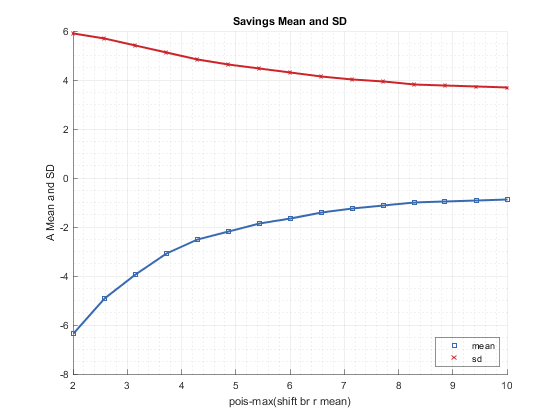 Savings Mean and SD
6
4
2
0
-2
-4
-6
-8
A Mean and SD
2 3 4 5 6 7 8 9 10
pois-max(shift br r mean)
mean
sd